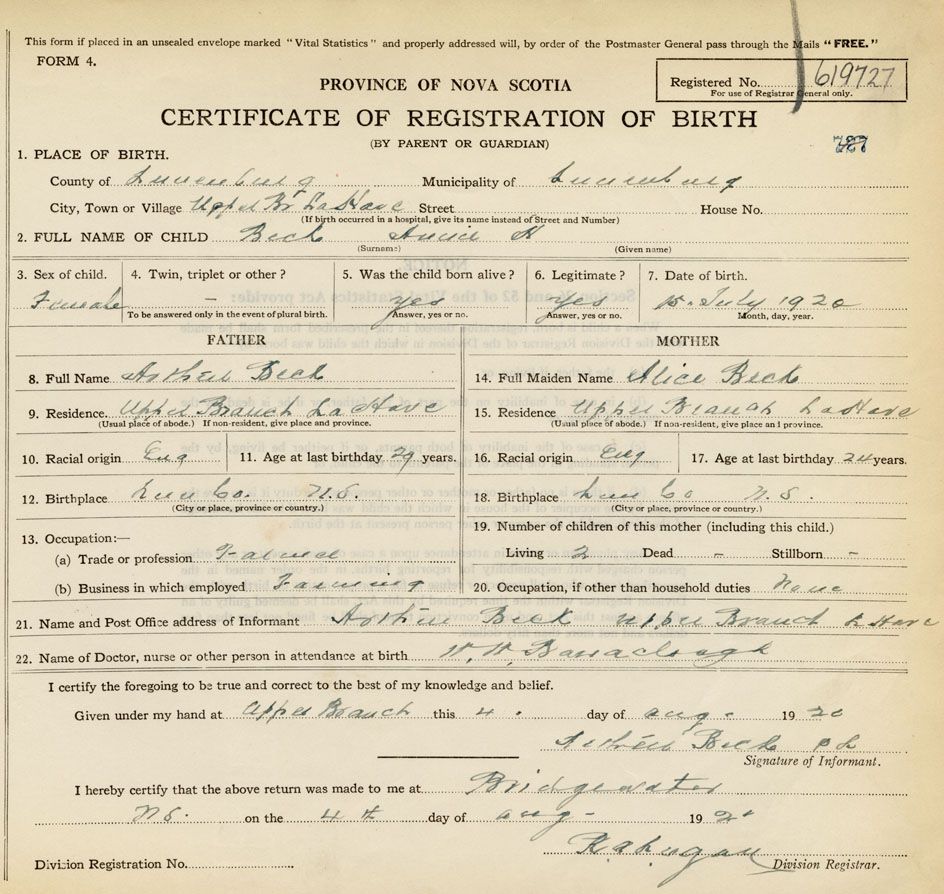 This form if placed in an unsealed envelope marked "Vital Statistics" and properly addressed will, by order of the Postmaster General pass through the Mails "FREE."
FORM 4.
Registered No. 619727
For use of Registrar General only.
PROVINCE OF NOVA SCOTIA
CERTIFICATE OF REGISTRATION OF BIRTH
(BY PARENT OR GUARDIAN)
787
1. PLACE OF BIRTH.
County of Lunenburg Municipality of Lunenburg
City, Town or Village Upper Br LaHave Street House No.
(If birth occurred in a hospital, give its name instead of Street and Number)
2. FULL NAME OF CHILD Beck Annie H
(Surname) (Given name)
3. Sex of child. 4. Twin, triplet or other? 5. Was the child born alive? 6. Legitimate? 7. Date of birth.
Female – yes yes 15. July 1920
To be answered only in the event of plural birth. Answer, yes or no. Answer, yes or no. Month, day, year.
FATHER MOTHER
8. Full Name Arthur Beck 14. Full Maiden Name Alice Beck
9. Residence. Upper Branch LaHave 15. Residence Upper Branch LaHave
(Usual place of abode.) If non-resident, give place and province. (Usual place of abode.) If non-resident, give place an province.
10. Racial origin Eng 11. Age at last birthday 29 years. 16. Racial origin Eng 17. Age at last birthday 24 years.
12. Birthplace Lun Co. N.S. 18. Birthplace Lun Co N.S.
(City or place, province or country.) (City or place, province or country.)
19. Number of children of this mother (including this child.)
13. Occupation:—
(a) Trade or profession Farmer Living 2 Dead – Stillborn –
(b) Business in which employed Farming 20. Occupation, if other than household duties None
21. Name and Post Office address of Informant Arthur Beck Upper Branch L Have
22. Name of Doctor, nurse or other person in attendance at birth W. H. Barraclough
I certify the foregoing to be true and correct to the best of my knowledge and belief.
Given under my hand at Upper Branch this 4. day of Aug. 1920
Arthur Beck
Signature of Informant.
I hereby certify that the above return was made to me at Bridgewater
N.S. on the 4th day of Aug- 192
Division Registration No. Division Registrar.